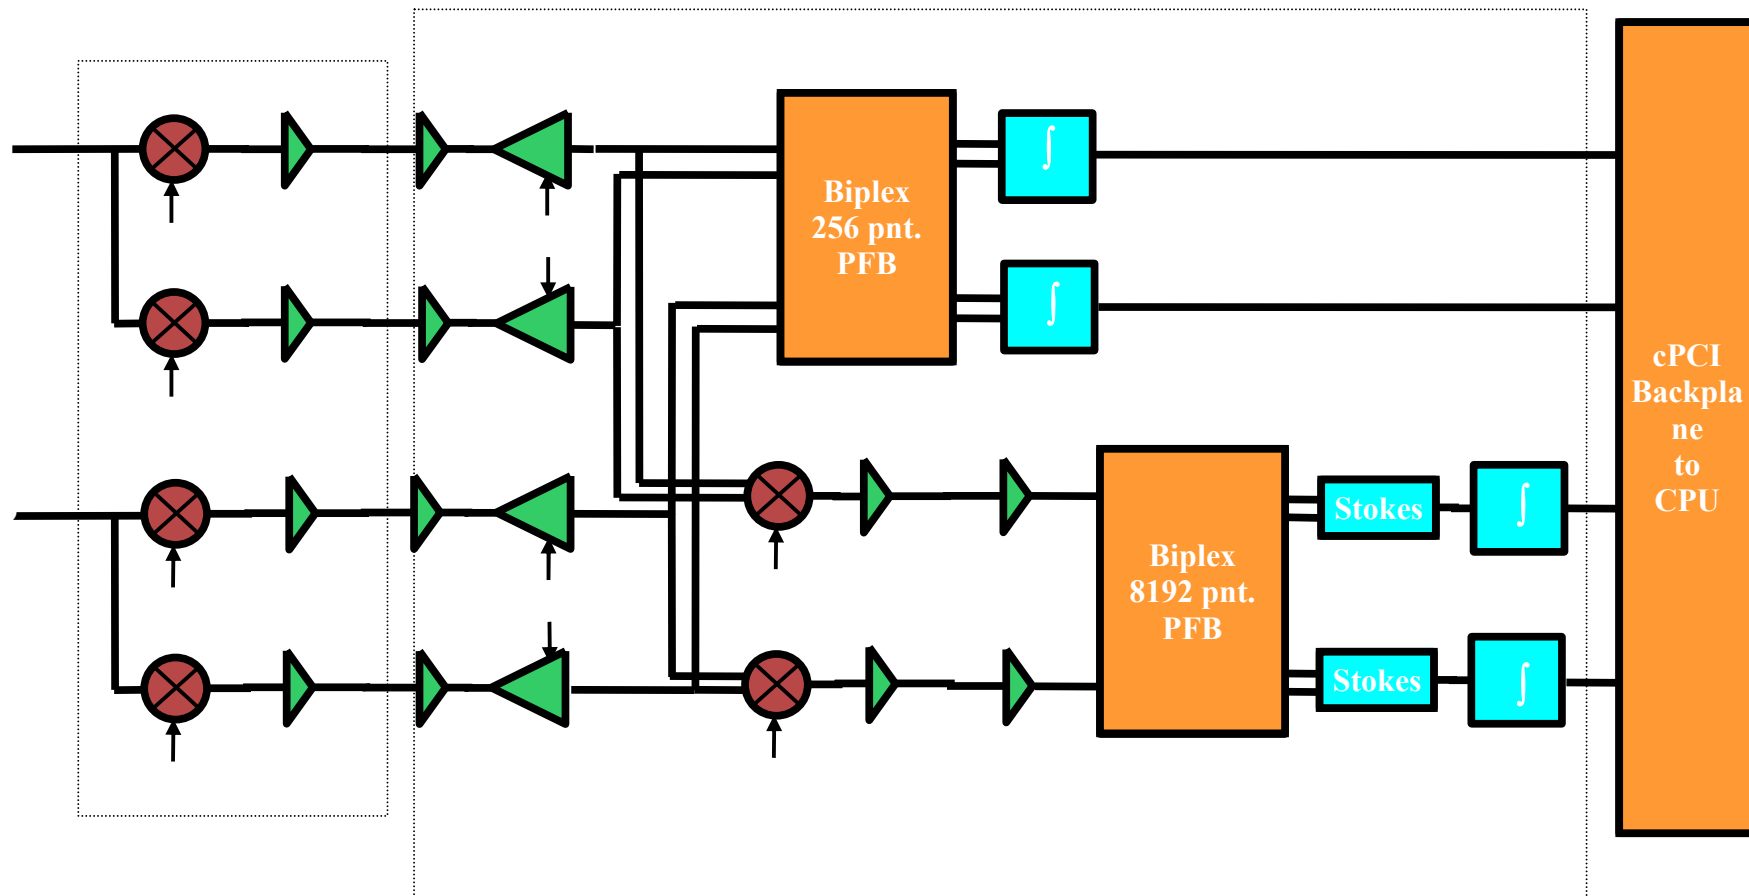 ∫
Biplex
256 pnt.
PFB
∫
cPCI
Backpla
ne
to
CPU
Stokes
∫
Biplex
8192 pnt.
PFB
Stokes
∫